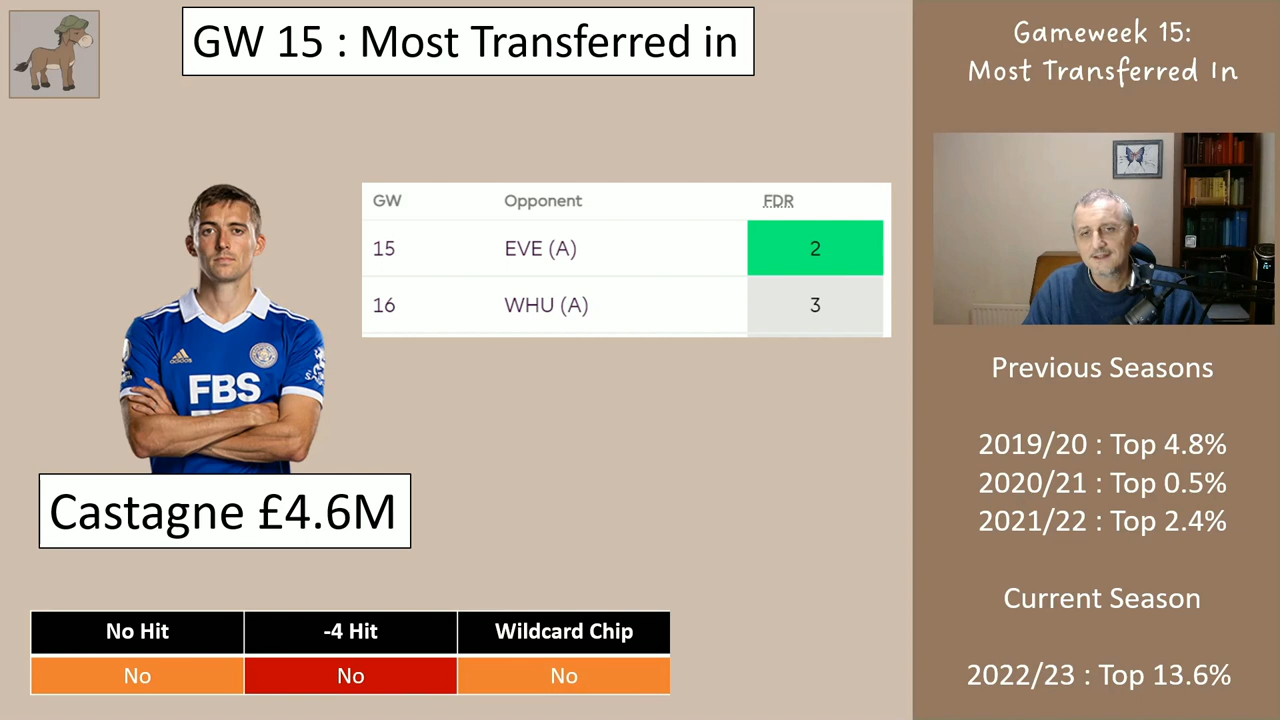 GW 15 : Most Transferred in
GW Opponent FDR
15 EVE (A) 2
16 WHU (A) 3
adidas
FBS
Castagne £4.6M
No Hit -4 Hit Wildcard Chip
No No No
Gameweek 15:
Most Transferred In
Previous Seasons
2019/20 : Top 4.8%
2020/21 : Top 0.5%
2021/22 : Top 2.4%
Current Season
2022/23 : Top 13.6%